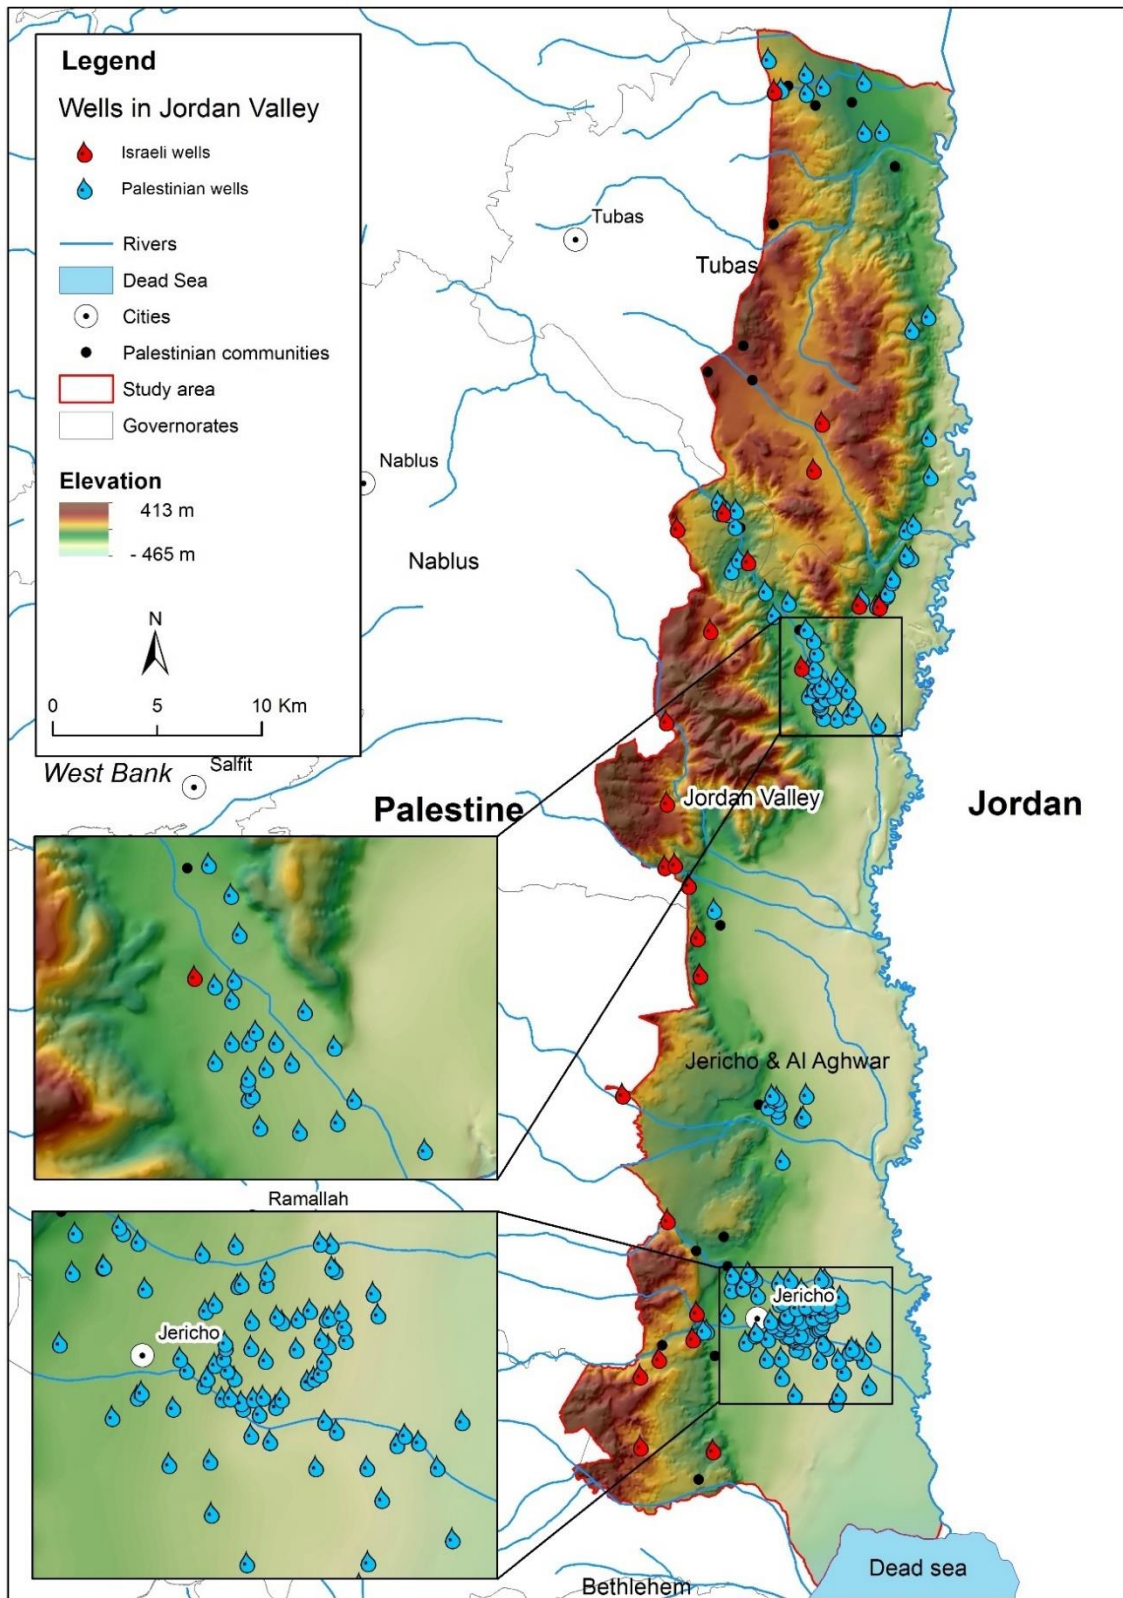 Legend
Wells in Jordan Valley
Israeli wells
Palestinian wells
Rivers
Dead Sea
Cities
Palestinian communities
Study area
Governorates
Elevation
413 m
- 465 m
N
0 5 10 Km
Tubas
Tubas
Nablus
Nablus
West Bank
Salfit
Palestine
Jordan Valley
Jordan
Jericho & Al Aghwar
Ramallah
Jericho
Jericho
Dead sea
Bethlehem